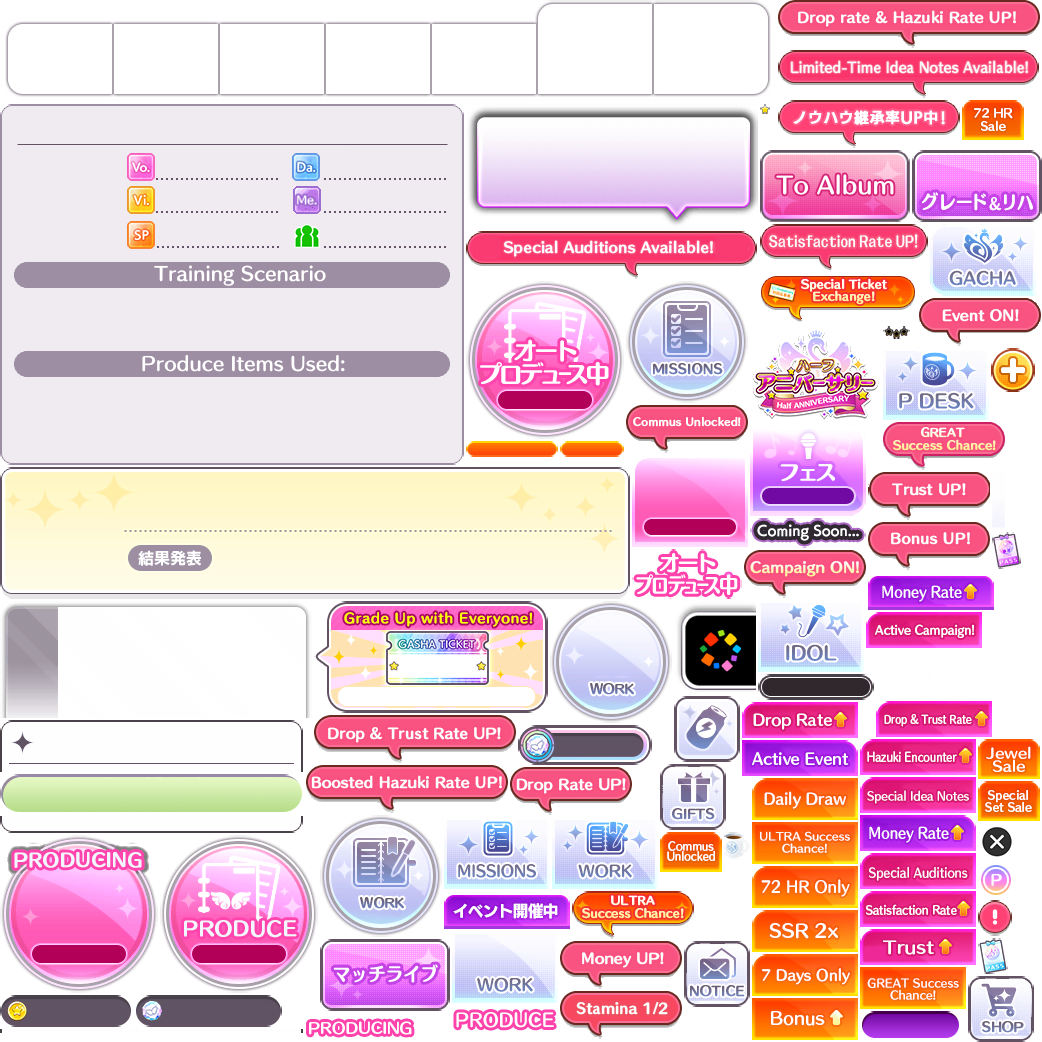 Drop rate & Hazuki Rate UP!
Limited-Time Idea Notes Available!
ノウハウ継承率UP中!
72 HR
Sale
Vo.
Da.
Vi.
Me.
SP
Training Scenario
Produce Items Used:
To Album
グレード&リハ
Special Auditions Available!
Satisfaction Rate UP!
GACHA
Special Ticket
Exchange!
Event ON!
オート
プロデュース中
MISSIONS
ハーフ
アニバーサリー
Half ANNIVERSARY
P DESK
Commus Unlocked!
GREAT
Success Chance!
フェス
Trust UP!
Coming Soon...
Bonus UP!
PASS
結果発表
オート
プロデュース中
Campaign ON!
Money Rate
Active Campaign!
Grade Up with Everyone!
GASHA TICKET
WORK
IDOL
Drop & Trust Rate UP!
Drop Rate
Drop & Trust Rate
Active Event
Hazuki Encounter
Jewel
Sale
Boosted Hazuki Rate UP!
Drop Rate UP!
GIFTS
Daily Draw
Special Idea Notes
Special
Set Sale
PRODUCING
PRODUCE
WORK
MISSIONS
WORK
Commus
Unlocked
ULTRA Success
Chance!
Money Rate
72 HR Only
Special Auditions
P
イベント開催中
ULTRA
Success Chance!
SSR 2x
Satisfaction Rate
!
Trust
PASS
マッチライブ
WORK
Money UP!
NOTICE
7 Days Only
GREAT Success
Chance!
PRODUCING
PRODUCE
Stamina 1/2
Bonus
SHOP